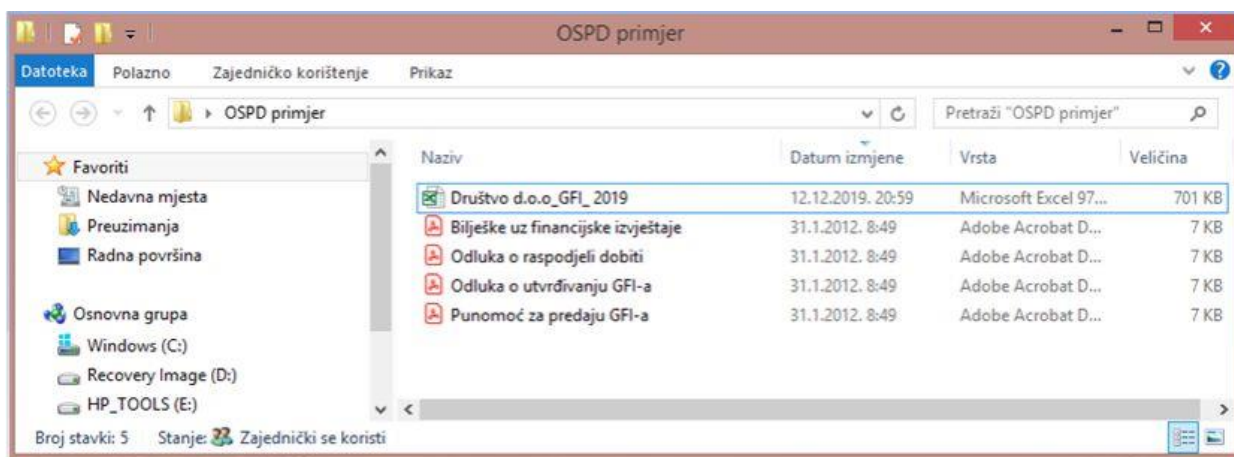 OSPD primjer
Datoteka Polazno Zajedničko korištenje Prikaz
OSPD primjer Pretraži "OSPD primjer"
Favoriti
Nedavna mjesta
Preuzimanja
Radna površina
Osnovna grupa
Windows (C:)
Recovery Image (D:)
HP_TOOLS (E:)
Naziv Datum izmjene Vrsta Veličina
Društvo d.o.o_GFI_ 2019 12.12.2019. 20:59 Microsoft Excel 97... 701 KB
Bilješke uz financijske izvještaje 31.1.2012. 8:49 Adobe Acrobat D... 7 KB
Odluka o raspodjeli dobiti 31.1.2012. 8:49 Adobe Acrobat D... 7 KB
Odluka o utvrđivanju GFI-a 31.1.2012. 8:49 Adobe Acrobat D... 7 KB
Punomoć za predaju GFI-a 31.1.2012. 8:49 Adobe Acrobat D... 7 KB
Broj stavki: 5 Stanje: Zajednički se koristi